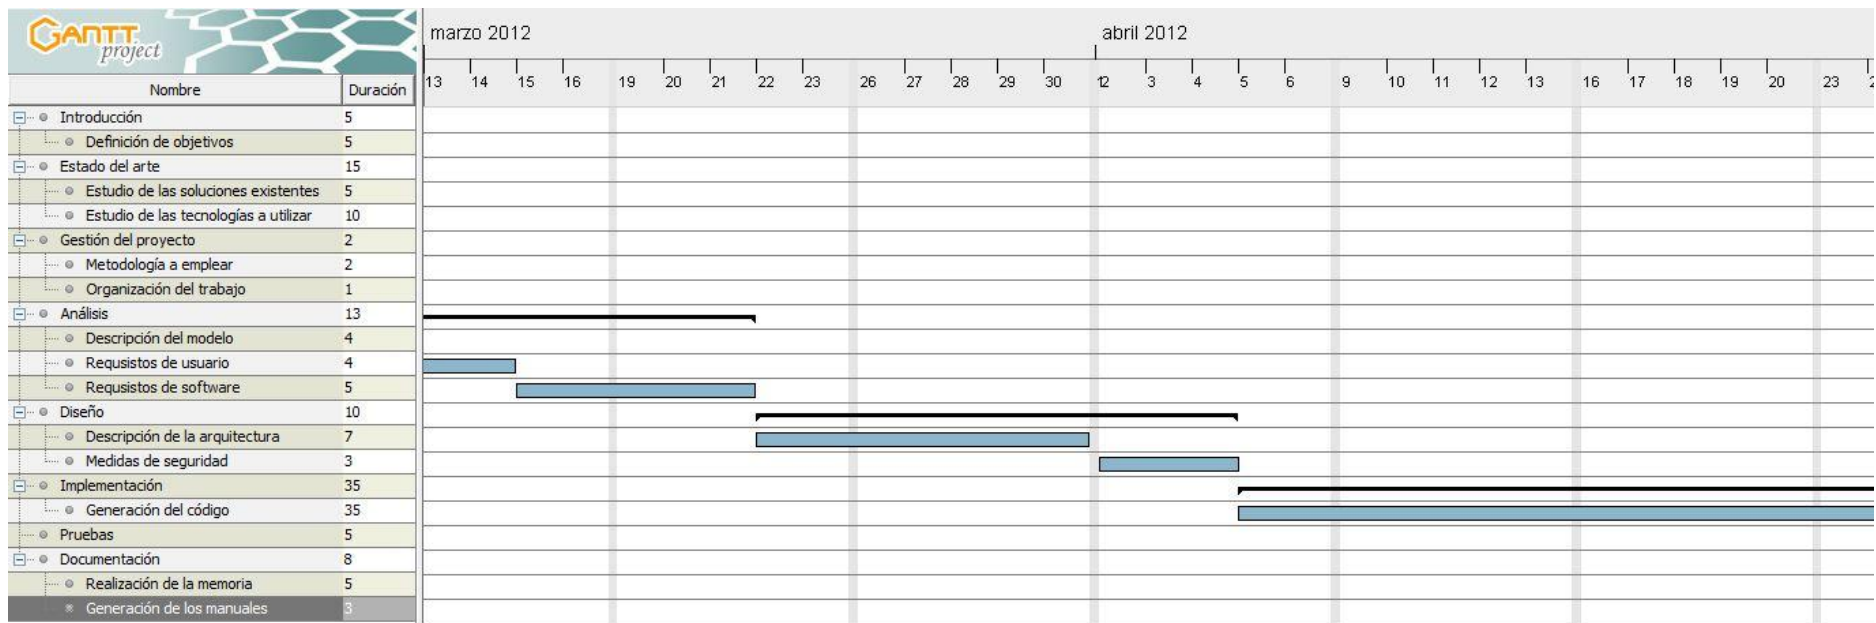 GANTT project
marzo 2012 abril 2012
13 14 15 16 19 20 21 22 23 26 27 28 29 30 2 3 4 5 6 9 10 11 12 13 16 17 18 19 20 23
Nombre Duración
Introducción 5
Definición de objetivos 5
Estado del arte 15
Estudio de las soluciones existentes 5
Estudio de las tecnologías a utilizar 10
Gestión del proyecto 2
Metodología a emplear 2
Organización del trabajo 1
Análisis 13
Descripción del modelo 4
Requsistos de usuario 4
Requsistos de software 5
Diseño 10
Descripción de la arquitectura 7
Medidas de seguridad 3
Implementación 35
Generación del código 35
Pruebas 5
Documentación 8
Realización de la memoria 5
Generación de los manuales 3